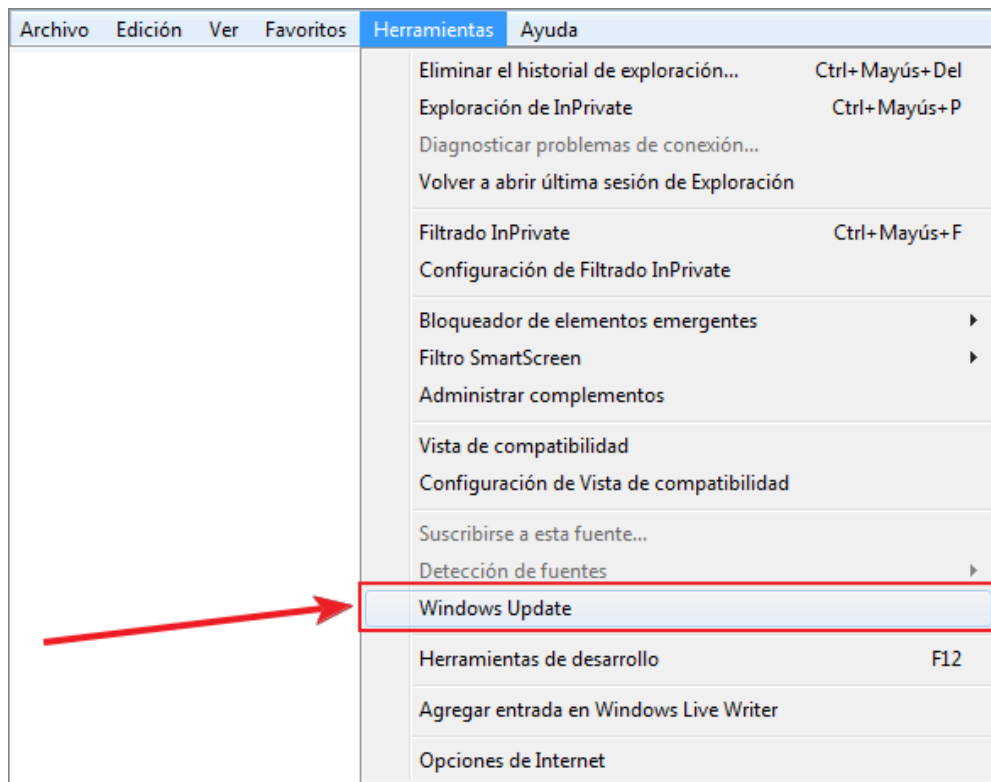 Archivo Edición Ver Favoritos Herramientas Ayuda
Eliminar el historial de exploración... Ctrl+Mayús+Del
Exploración de InPrivate Ctrl+Mayús+P
Diagnosticar problemas de conexión...
Volver a abrir última sesión de Exploración
Filtrado InPrivate Ctrl+Mayús+F
Configuración de Filtrado InPrivate
Bloqueador de elementos emergentes
Filtro SmartScreen
Administrar complementos
Vista de compatibilidad
Configuración de Vista de compatibilidad
Suscribirse a esta fuente...
Detección de fuentes
Windows Update
Herramientas de desarrollo F12
Agregar entrada en Windows Live Writer
Opciones de Internet